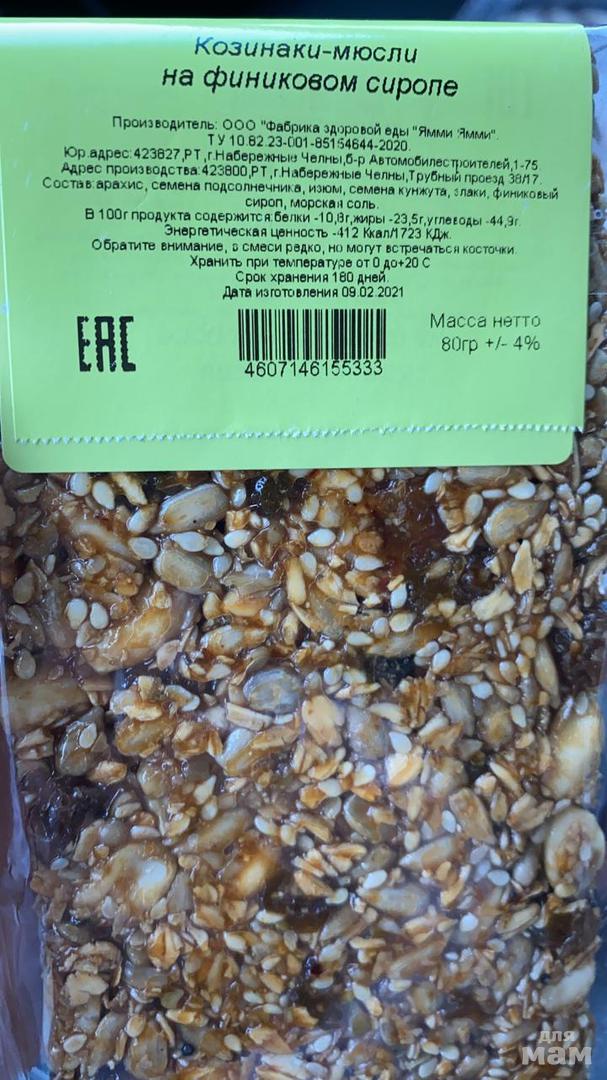 Козинаки-мюсли
на финиковом сиропе
Производитель: ООО "Фабрика здоровой еды "Ямми Ямми".
ТУ 10.82.23-001-85164644-2020.
Юр.адрес:423827,РТ,г.Набережные Челны,б-р Автомобилестроителей,1-75.
Адрес производства:423800,РТ,г.Набережные Челны,Трубный проезд 38/17.
Состав:арахис, семена подсолнечника, изюм, семена кунжута, злаки, финиковый
сироп, морская соль.
В 100г продукта содержится:белки -10,8г,жиры -23,5г,углеводы -44,9г.
Энергетическая ценность -412 Ккал/1723 КДж.
Обратите внимание, в смеси редко, но могут встречаться косточки.
Хранить при температуре от 0 до+20 С
Срок хранения 180 дней.
Дата изготовления 09.02.2021
EAC
Масса нетто
80гр +/- 4%
4607146155333
для
мам